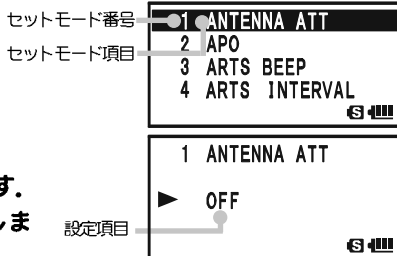 セットモード番号
セットモード項目
1 ANTENNA ATT
2 APO
3 ARTS BEEP
4 ARTS INTERVAL
S
1 ANTENNA ATT
す.
しま
OFF
設定項目
S